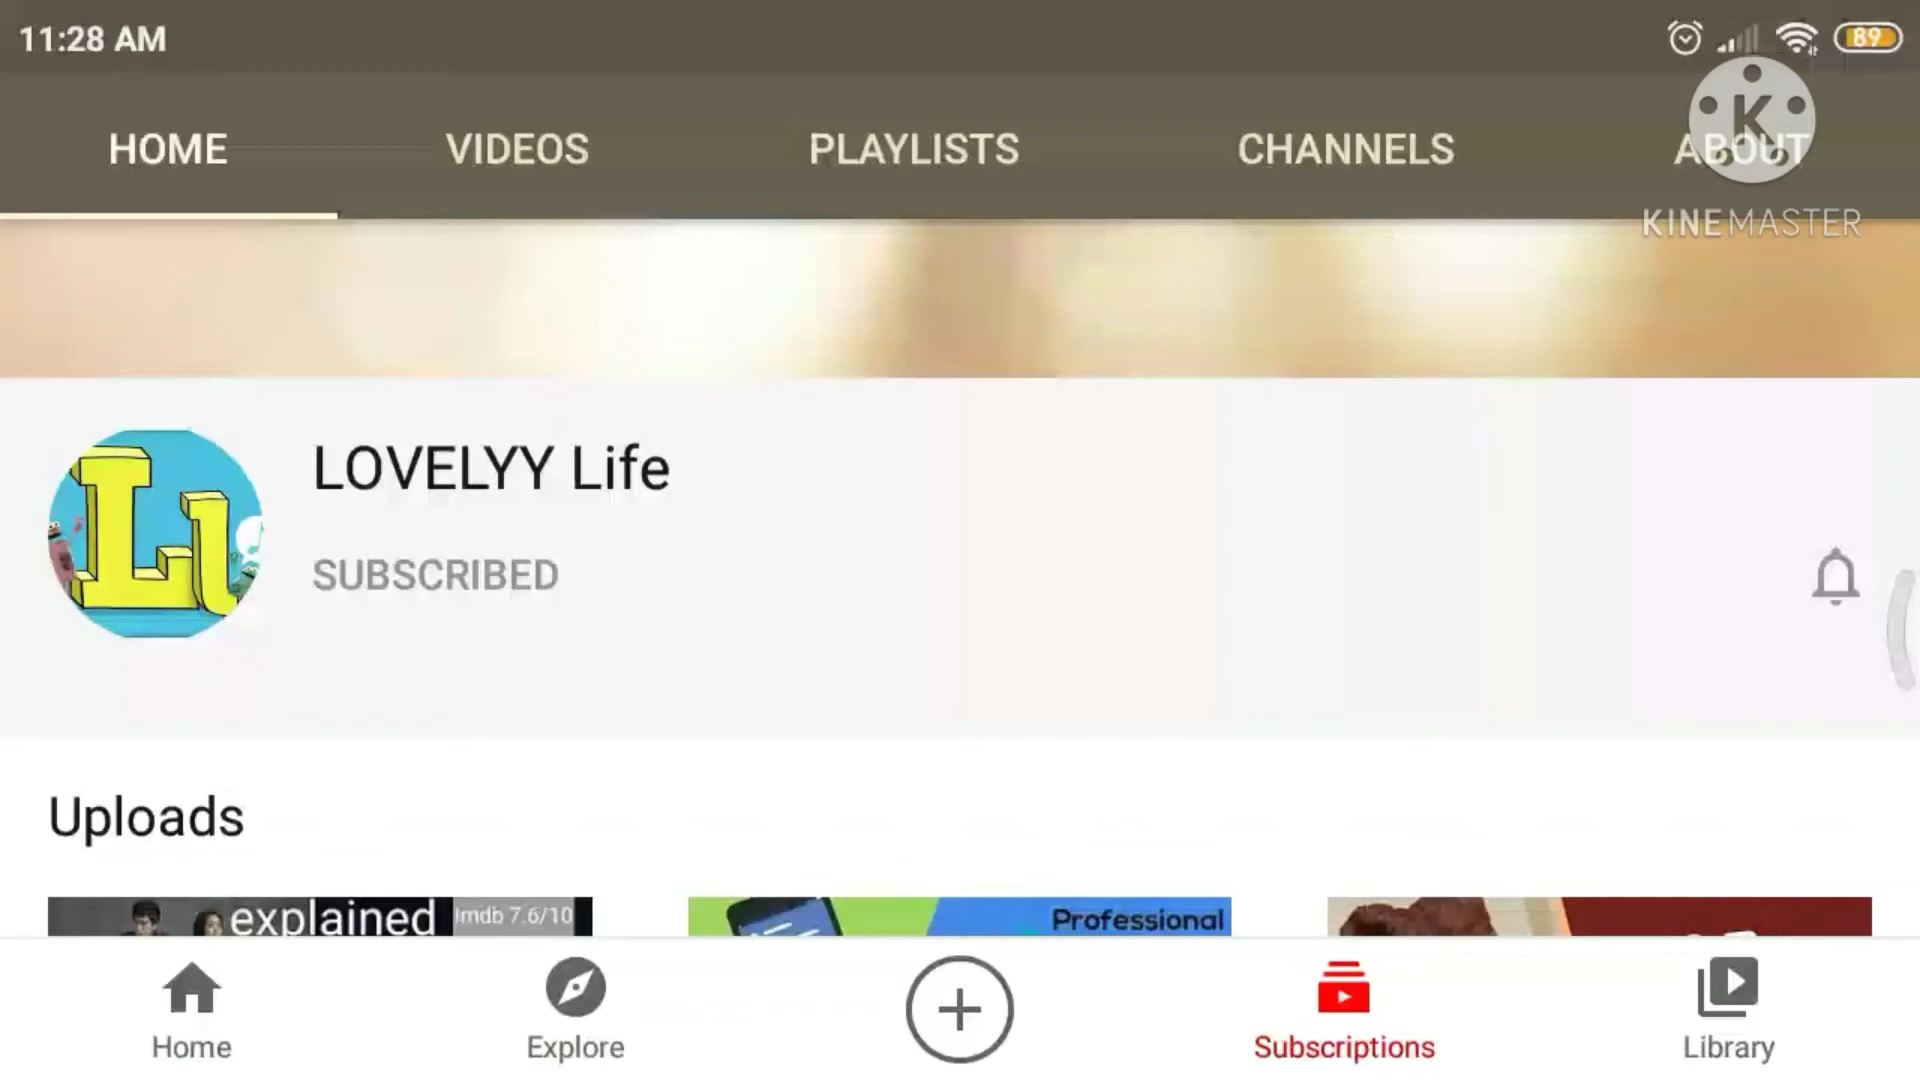 11:28 AM
89
HOME VIDEOS PLAYLISTS CHANNELS ABOUT
K
KINEMASTER
LOVELYY Life
SUBSCRIBED
Uploads
explained Imdb 7.6/10
Professional
Home Explore Subscriptions Library